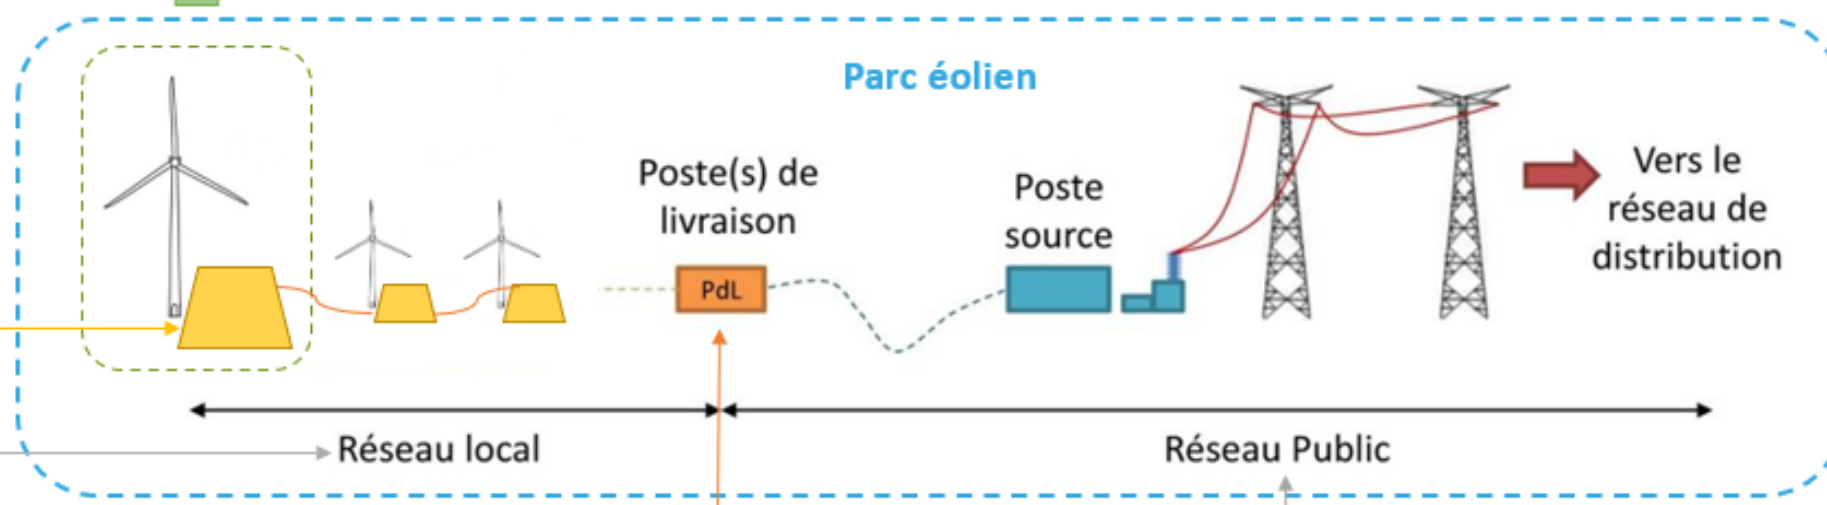 Parc éolien
Poste(s) de
livraison
PdL
Poste
source
Vers le
réseau de
distribution
Réseau local
Réseau Public